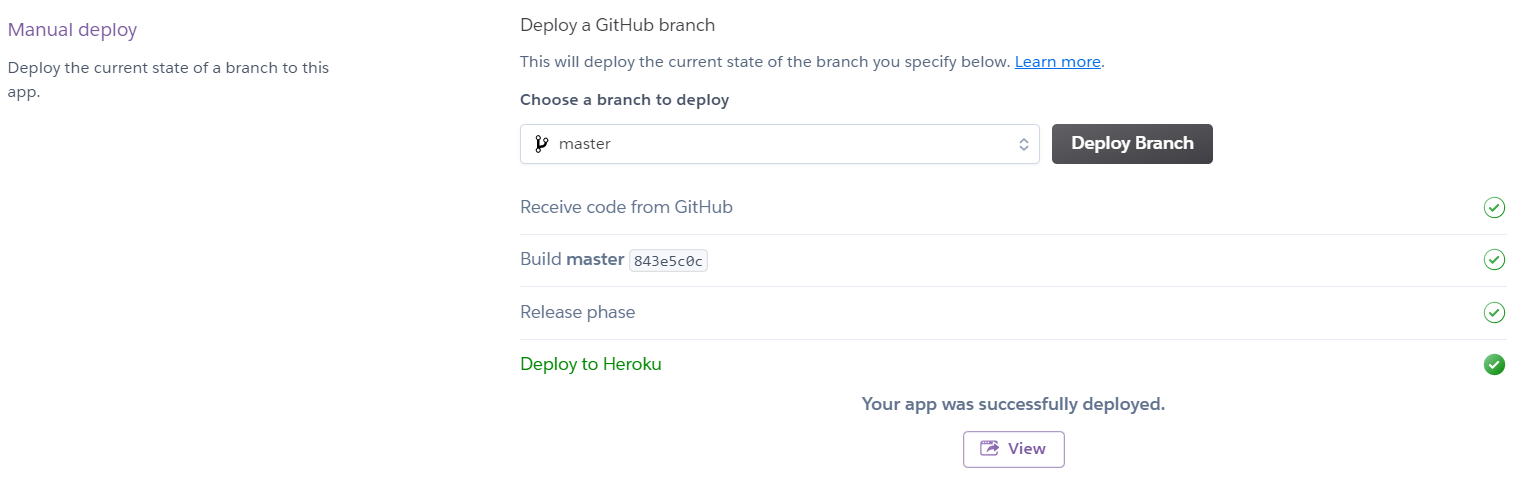 Manual deploy
Deploy the current state of a branch to this
app.
Deploy a GitHub branch
This will deploy the current state of the branch you specify below. Learn more.
Choose a branch to deploy
master
Deploy Branch
Receive code from GitHub
Build master 843e5c0c
Release phase
Deploy to Heroku
Your app was successfully deployed.
View